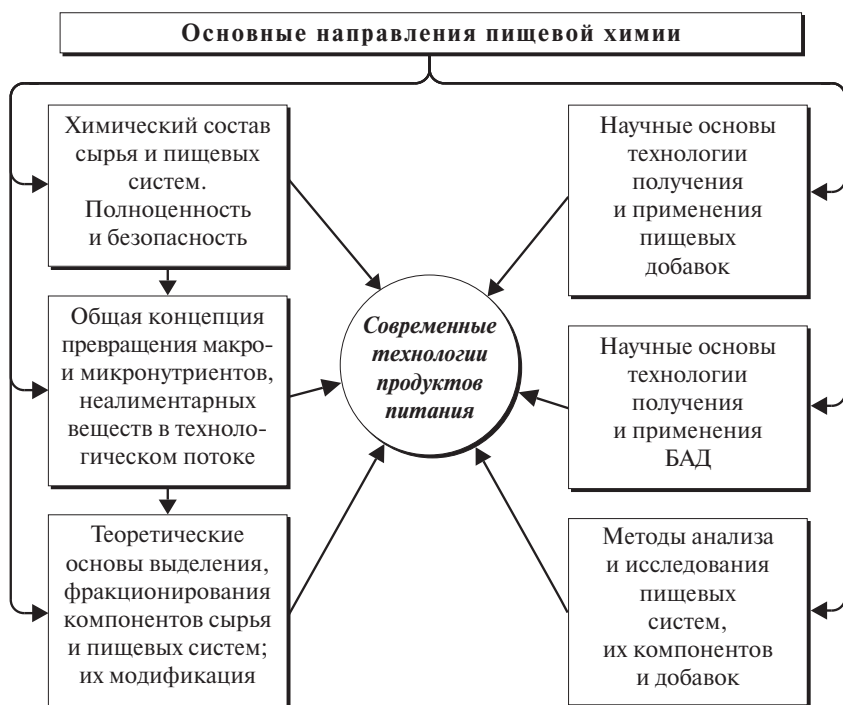 Основные направления пищевой химии
Химический состав
сырья и пищевых
систем.
Полноценность
и безопасность
Общая концепция
превращения макро-
и микронутриентов,
неалиментарных
веществ в техноло-
гическом потоке
Теоретические
основы выделения,
фракционирования
компонентов сырья
и пищевых систем;
их модификация
Современные
технологии
продуктов
питания
Научные основы
технологии
получения
и применения
пищевых
добавок
Научные основы
технологии
получения
и применения
БАД
Методы анализа
и исследования
пищевых
систем,
их компонентов
и добавок